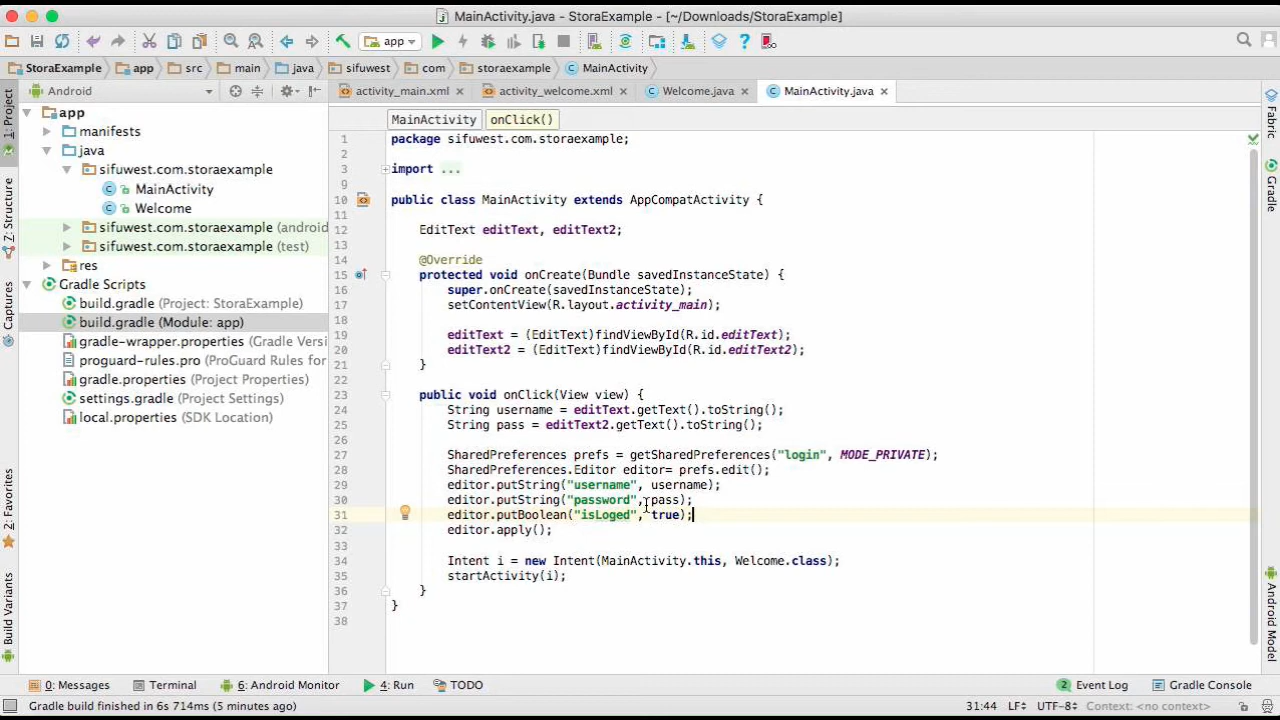 MainActivity.java - StoraExample - [~/Downloads/StoraExample]
app
StoraExample app src main java sifuwest com storaexample MainActivity
Android
activity_main.xml activity_welcome.xml Welcome.java MainActivity.java
1: Project
Z: Structure
Captures
2: Favorites
Build Variants
app
manifests
java
sifuwest.com.storaexample
MainActivity
Welcome
sifuwest.com.storaexample (android
sifuwest.com.storaexample (test)
res
Gradle Scripts
build.gradle (Project: StoraExample)
build.gradle (Module: app)
gradle-wrapper.properties (Gradle Versi
proguard-rules.pro (ProGuard Rules for
gradle.properties (Project Properties)
settings.gradle (Project Settings)
local.properties (SDK Location)
MainActivity onClick()
1 package sifuwest.com.storaexample;
2
3 import ...
9
10 public class MainActivity extends AppCompatActivity {
11
12 EditText editText, editText2;
13
14 @Override
15 protected void onCreate(Bundle savedInstanceState) {
16 super.onCreate(savedInstanceState);
17 setContentView(R.layout.activity_main);
18
19 editText = (EditText)findViewById(R.id.editText);
20 editText2 = (EditText)findViewById(R.id.editText2);
21 }
22
23 public void onClick(View view) {
24 String username = editText.getText().toString();
25 String pass = editText2.getText().toString();
26
27 SharedPreferences prefs = getSharedPreferences("login", MODE_PRIVATE);
28 SharedPreferences.Editor editor= prefs.edit();
29 editor.putString("username", username);
30 editor.putString("password", pass);
31 editor.putBoolean("isLoged", true);
32 editor.apply();
33
34 Intent i = new Intent(MainActivity.this, Welcome.class);
35 startActivity(i);
36 }
37 }
38
Fabric
Gradle
Android Model
0: Messages Terminal 6: Android Monitor 4: Run TODO 2 Event Log Gradle Console
Gradle build finished in 6s 714ms (5 minutes ago) 31:44 LF UTF-8 Context: <no context>